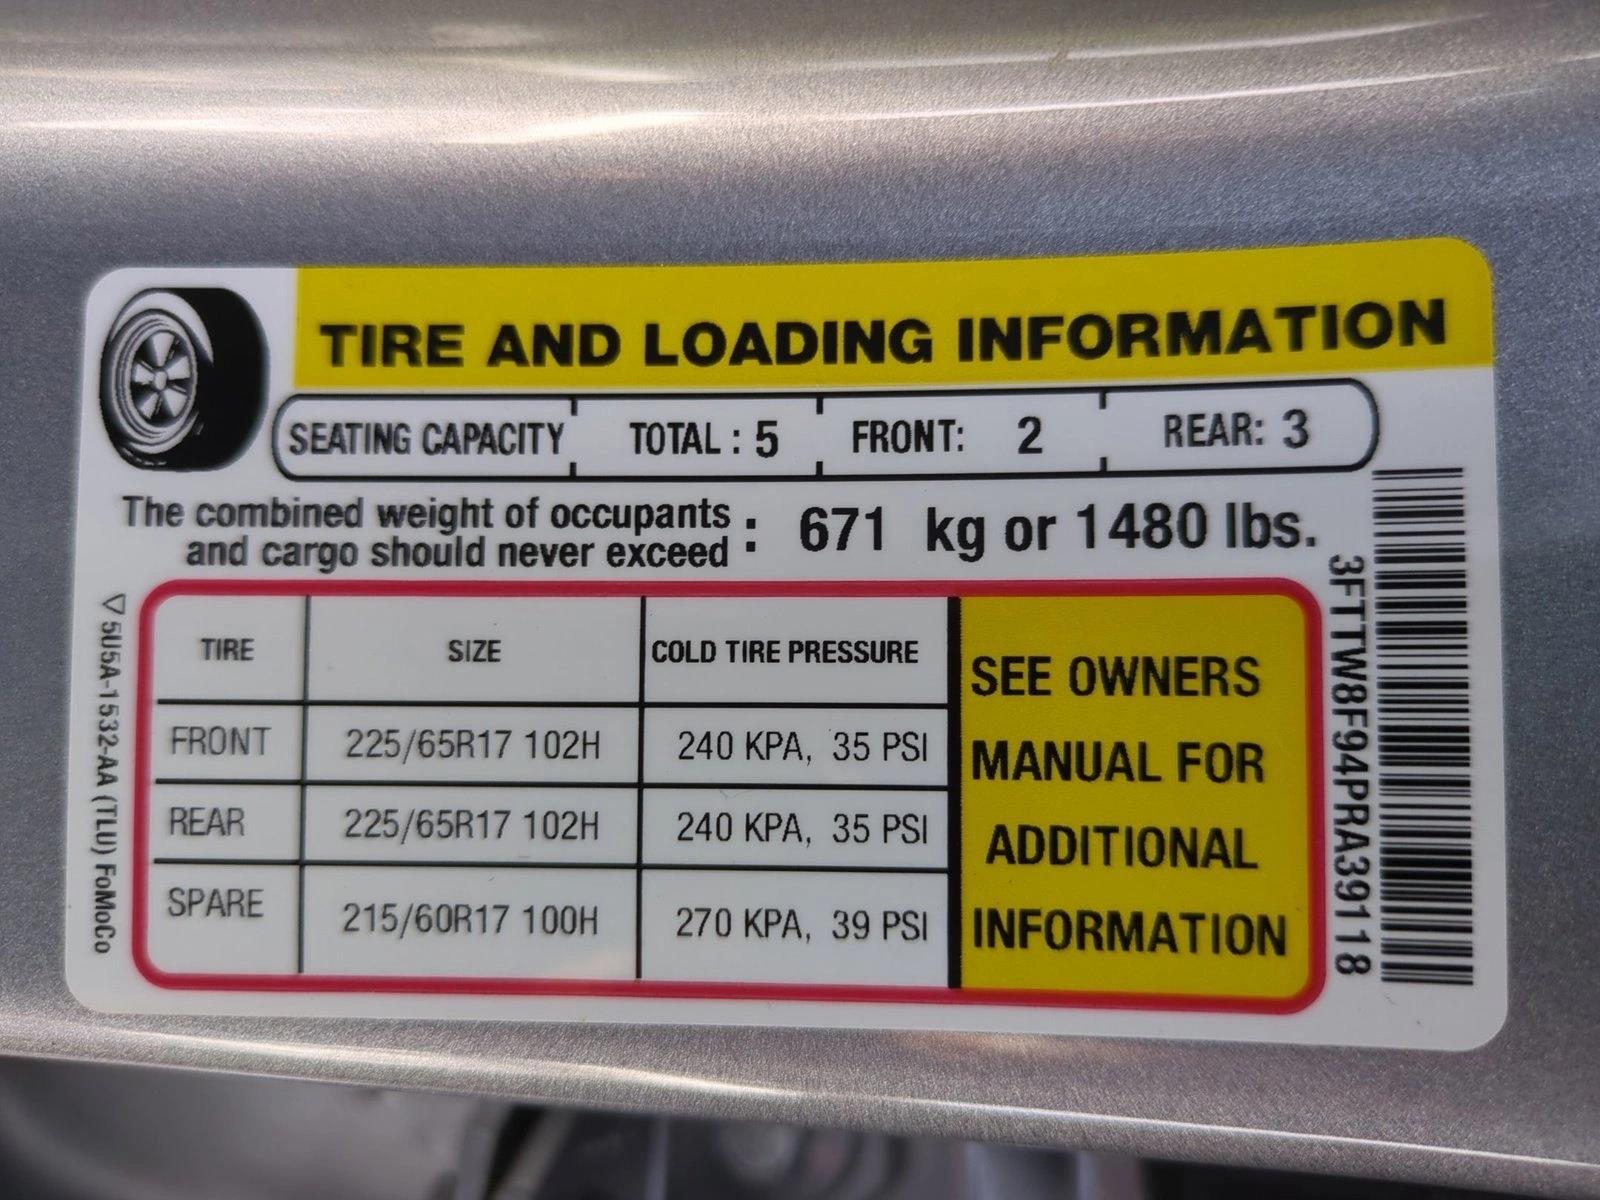 TIRE AND LOADING INFORMATION
SEATING CAPACITY TOTAL : 5 FRONT: 2 REAR: 3
The combined weight of occupants
and cargo should never exceed : 671 kg or 1480 lbs.
TIRE SIZE COLD TIRE PRESSURE
FRONT 225/65R17 102H 240 KPA, 35 PSI
REAR 225/65R17 102H 240 KPA, 35 PSI
SPARE 215/60R17 100H 270 KPA, 39 PSI
SEE OWNERS
MANUAL FOR
ADDITIONAL
INFORMATION
3FTTW8F94PRA39118
5U5A-1532-AA (TLU) FoMoCo